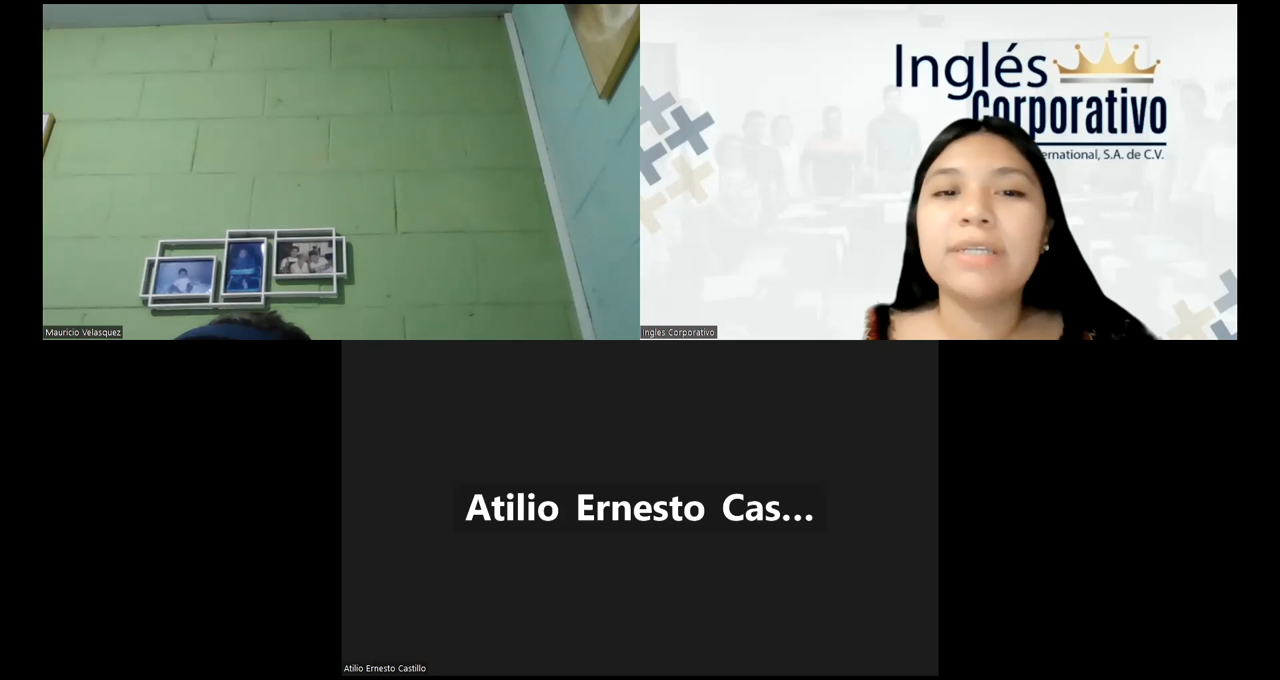 Inglés
Corporativo
ernational, S.A. de C.V.
Mauricio Velasquez
Ingles Corporativo
Atilio Ernesto Cas...
Atilio Ernesto Castillo